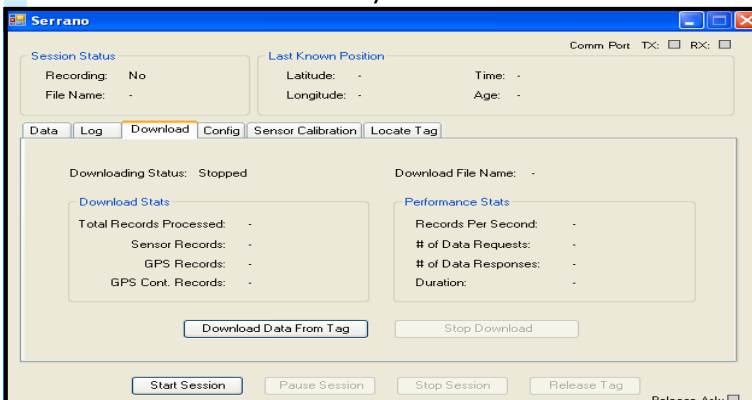 Serrano
Comm Port TX: RX:
Session Status
Recording: No
File Name: -
Last Known Position
Latitude: - Time: -
Longitude: - Age: -
Data Log Download Config Sensor Calibration Locate Tag
Downloading Status: Stopped Download File Name: -
Download Stats
Total Records Processed: -
Sensor Records: -
GPS Records: -
GPS Cont. Records: -
Performance Stats
Records Per Second: -
# of Data Requests: -
# of Data Responses: -
Duration: -
Download Data From Tag Stop Download
Start Session Pause Session Stop Session Release Tag